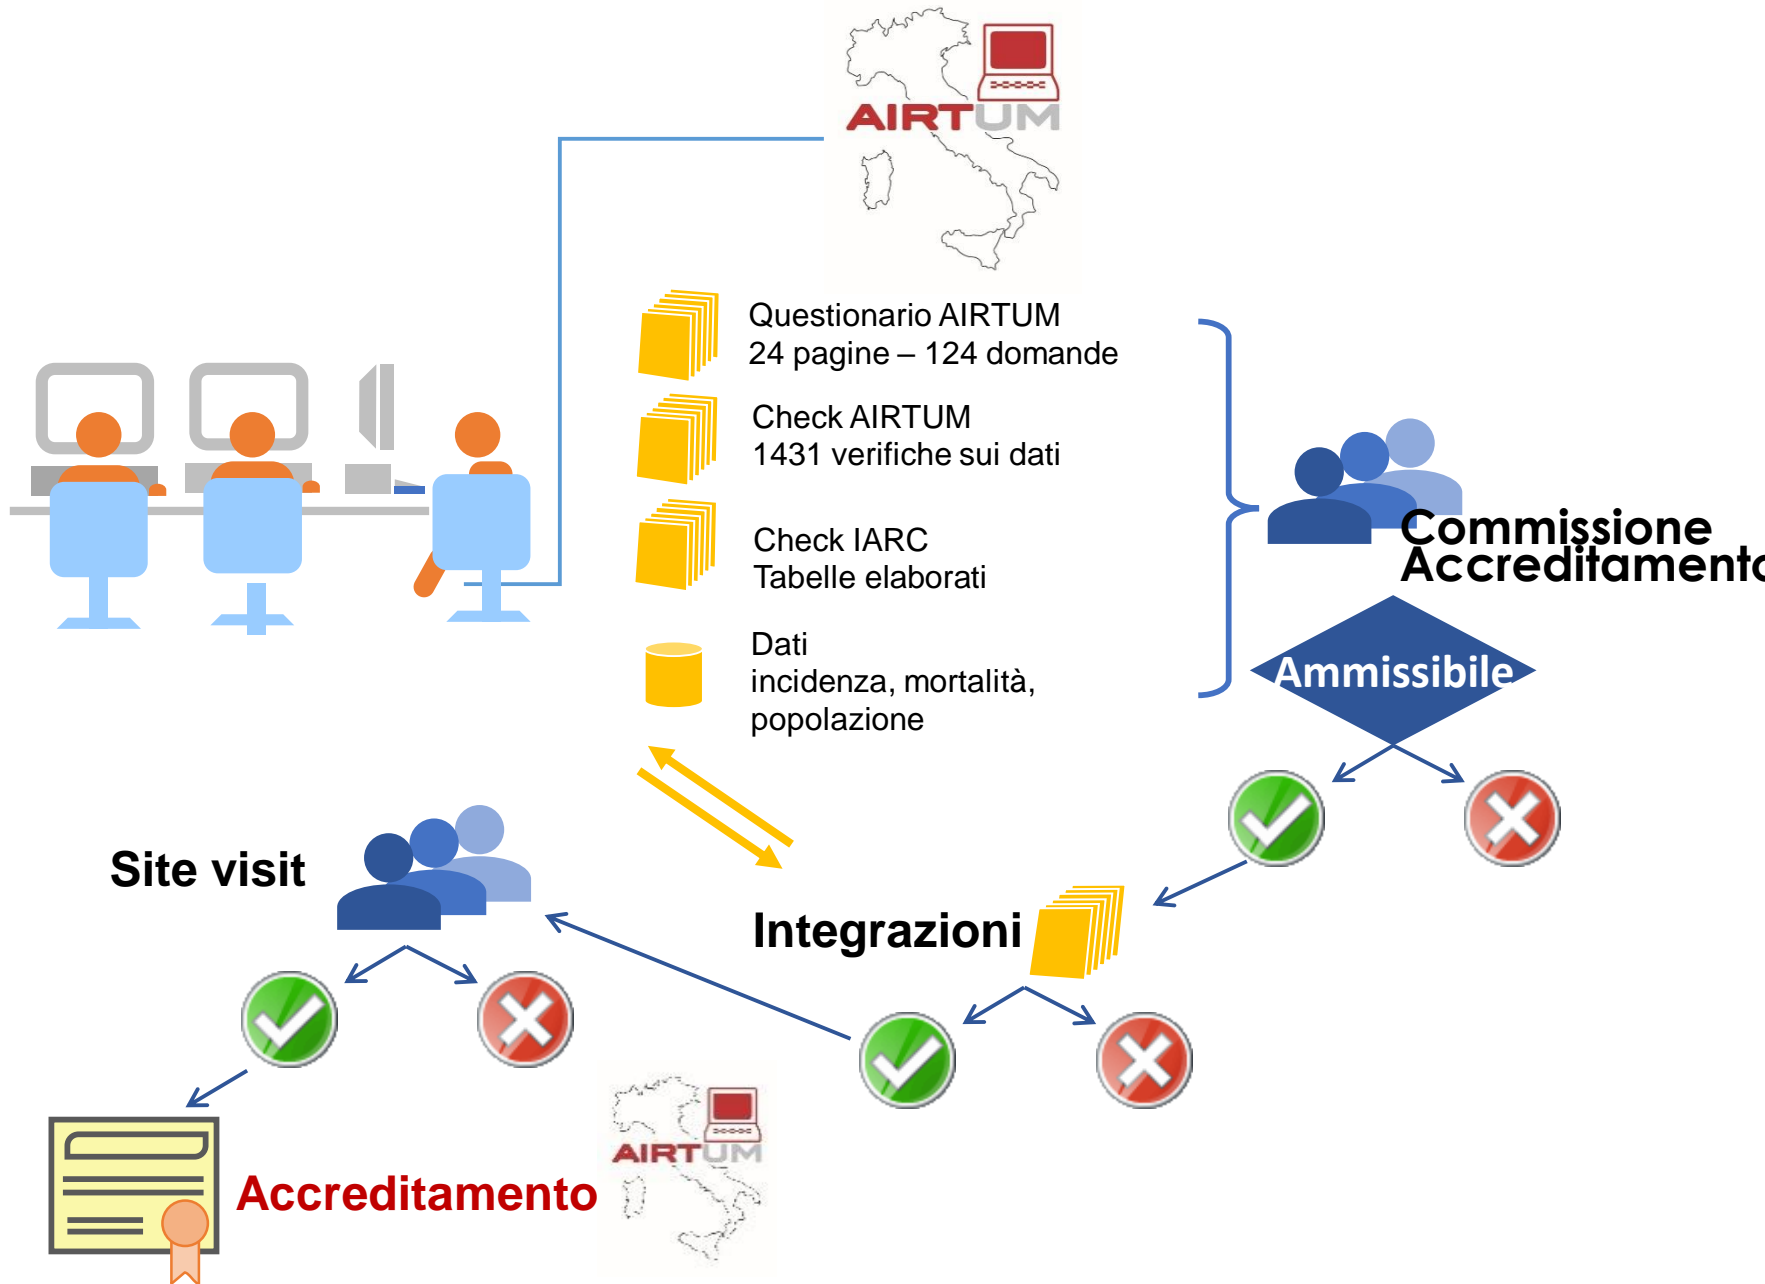 AIRTUM
Questionario AIRTUM
24 pagine – 124 domande
Check AIRTUM
1431 verifiche sui dati
Check IARC
Tabelle elaborati
Dati
incidenza, mortalità,
popolazione
Commissione
Accreditamento
Ammissibile
Integrazioni
Site visit
Accreditamento
AIRTUM